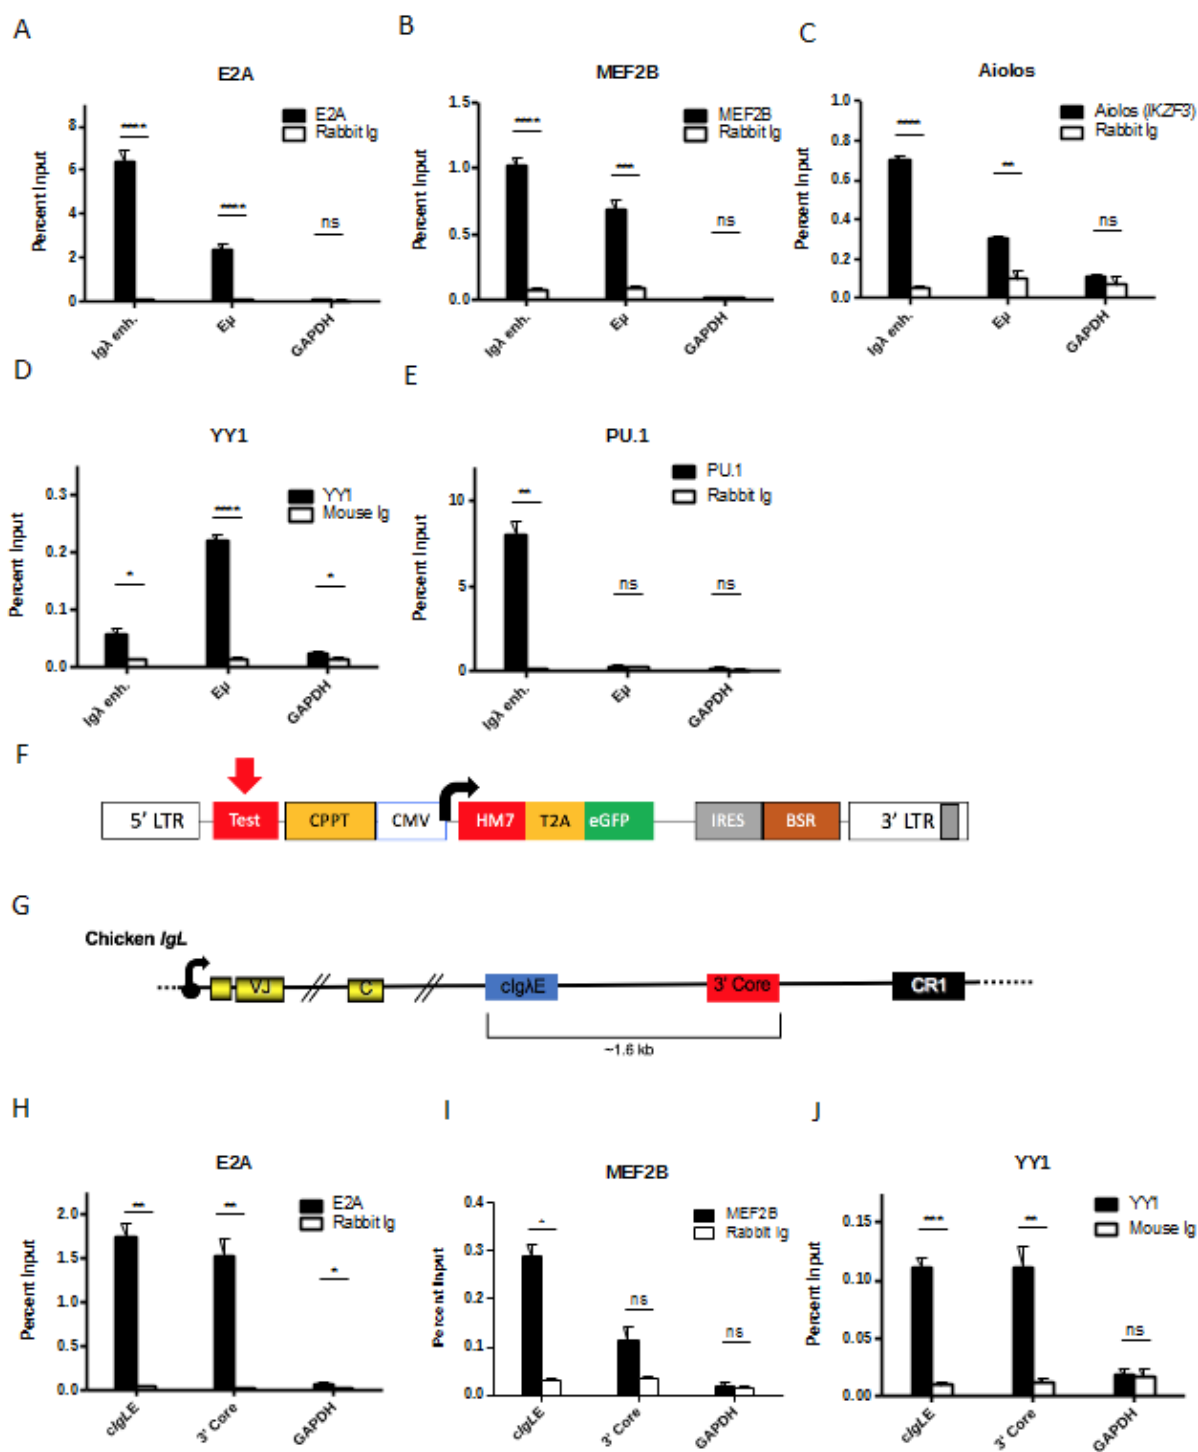 A
B
C
E2A
MEF2B
Aiolos
E2A
Rabbit Ig
MEF2B
Rabbit Ig
Aiolos (IKZF3)
Rabbit Ig
Percent Input
8
6
4
2
0
****
****
ns
Igλ enh.
Eμ
GAPDH
Percent Input
1.5
1.0
0.5
0.0
****
***
ns
Igλ enh.
Eμ
GAPDH
Percent Input
1.0
0.8
0.6
0.4
0.2
0.0
****
**
ns
Igλ enh.
Eμ
GAPDH
D
E
YY1
PU.1
YY1
Mouse Ig
PU.1
Rabbit Ig
Percent Input
0.3
0.2
0.1
0.0
*
****
*
Igλ enh.
Eμ
GAPDH
Percent Input
10
5
0
**
ns
ns
Igλ enh.
Eμ
GAPDH
F
5' LTR Test CPPT CMV HM7 T2A eGFP IRES BSR 3' LTR
G
Chicken IgL
VJ C cIgλE 3' Core CR1
~1.6 kb
H
I
J
E2A
MEF2B
YY1
E2A
Rabbit Ig
MEF2B
Rabbit Ig
YY1
Mouse Ig
Percent Input
2.0
1.5
1.0
0.5
0.0
**
**
*
cIgLE
3' Core
GAPDH
Percent Input
0.4
0.3
0.2
0.1
0.0
*
ns
ns
cIgLE
3' Core
GAPDH
Percent Input
0.15
0.10
0.05
0.00
***
**
ns
cIgLE
3' Core
GAPDH